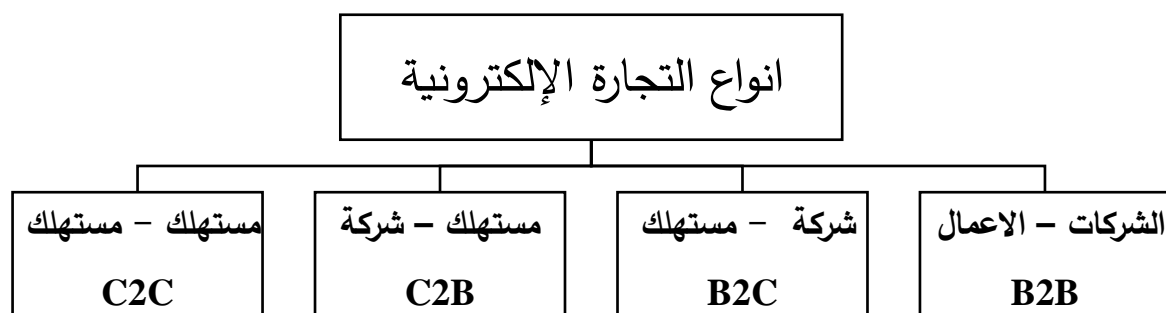 انواع التجارة الإلكترونية
الشركات – الاعمال
B2B
شركة - مستهلك
B2C
مستهلك – شركة
C2B
مستهلك - مستهلك
C2C